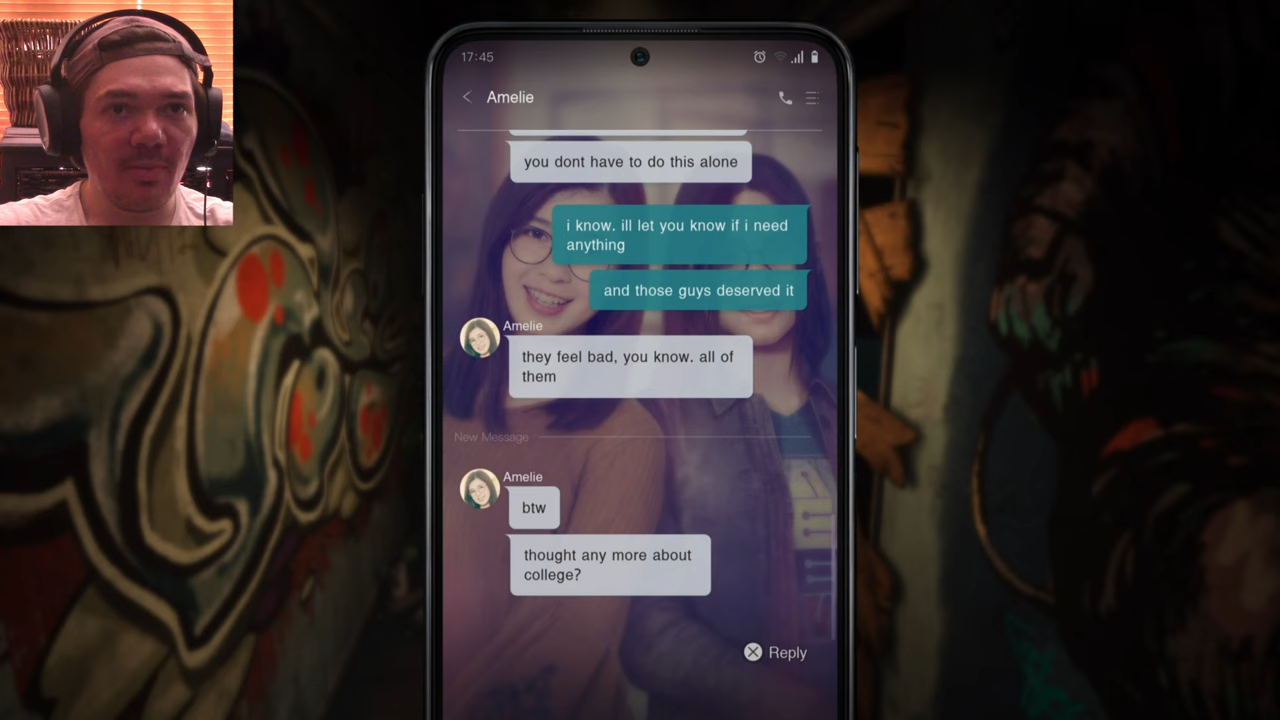 17:45
Amelie
you dont have to do this alone
i know. ill let you know if i need
anything
and those guys deserved it
Amelie
they feel bad, you know. all of
them
New Message
Amelie
btw
thought any more about
college?
Reply